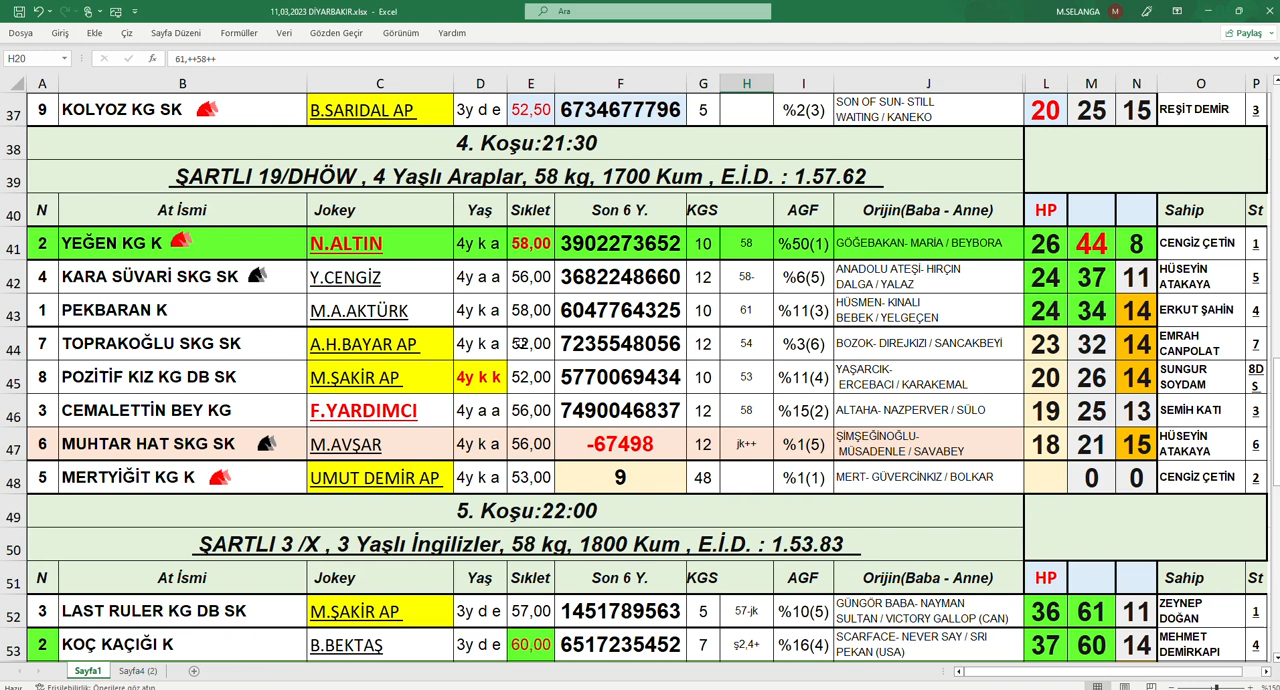 11,03,2023 DİYARBAKIR.xlsx - Excel
Ara
M.SELANGA M
Dosya Giriş Ekle Çiz Sayfa Düzeni Formüller Veri Gözden Geçir Görünüm Yardım Paylaş
H20 fx 61,++58++
A B C D E F G H I J L M N O P
37 9 KOLYOZ KG SK B.SARIDAL AP 3y d e 52,50 6734677796 5 %2(3) SON OF SUN- STILL WAITING / KANEKO 20 25 15 REŞİT DEMİR 3
38 4. Koşu:21:30
39 ŞARTLI 19/DHÖW , 4 Yaşlı Araplar, 58 kg, 1700 Kum , E.İ.D. : 1.57.62
40 N At İsmi Jokey Yaş Sıklet Son 6 Y. KGS AGF Orijin(Baba - Anne) HP Sahip St
41 2 YEĞEN KG K N.ALTIN 4y k a 58,00 3902273652 10 58 %50(1) GÖĞEBAKAN- MARİA / BEYBORA 26 44 8 CENGİZ ÇETİN 1
42 4 KARA SÜVARİ SKG SK Y.CENGİZ 4y a a 56,00 3682248660 12 58- %6(5) ANADOLU ATEŞİ- HIRÇIN DALGA / YALAZ 24 37 11 HÜSEYİN ATAKAYA 5
43 1 PEKBARAN K M.A.AKTÜRK 4y k a 58,00 6047764325 10 61 %11(3) HÜSMEN- KINALI BEBEK / YELGEÇEN 24 34 14 ERKUT ŞAHİN 4
44 7 TOPRAKOĞLU SKG SK A.H.BAYAR AP 4y k a 52,00 7235548056 12 54 %3(6) BOZOK- DIREJKIZI / SANCAKBEYİ 23 32 14 EMRAH CANPOLAT 7
45 8 POZİTİF KIZ KG DB SK M.ŞAKİR AP 4y k k 52,00 5770069434 10 53 %11(4) YAŞARCIK- ERCEBACI / KARAKEMAL 20 26 14 SUNGUR SOYDAM 8D S
46 3 CEMALETTİN BEY KG F.YARDIMCI 4y a a 56,00 7490046837 12 58 %15(2) ALTAHA- NAZPERVER / SÜLO 19 25 13 SEMİH KATI 3
47 6 MUHTAR HAT SKG SK M.AVŞAR 4y k a 56,00 -67498 12 jk++ %1(5) ŞİMŞEĞİNOĞLU- MÜSADENLE / SAVABEY 18 21 15 HÜSEYİN ATAKAYA 6
48 5 MERTYİĞİT KG K UMUT DEMİR AP 4y k a 53,00 9 48 %1(1) MERT- GÜVERCİNKIZ / BOLKAR 0 0 CENGİZ ÇETİN 2
49 5. Koşu:22:00
50 ŞARTLI 3 /X , 3 Yaşlı İngilizler, 58 kg, 1800 Kum , E.İ.D. : 1.53.83
51 N At İsmi Jokey Yaş Sıklet Son 6 Y. KGS AGF Orijin(Baba - Anne) HP Sahip St
52 3 LAST RULER KG DB SK M.ŞAKİR AP 3y d e 57,00 1451789563 5 57-jk %10(5) GÜNGÖR BABA- NAYMAN SULTAN / VICTORY GALLOP (CAN) 36 61 11 ZEYNEP DOĞAN 1
53 2 KOÇ KAÇIĞI K B.BEKTAŞ 3y d e 60,00 6517235452 7 ş2,4+ %16(4) SCARFACE- NEVER SAY / SRI PEKAN (USA) 37 60 14 MEHMET DEMİRKAPI 4
Sayfa1 Sayfa4 (2)
Hazır Erişilebilirlik: Önerilere göz atın %150